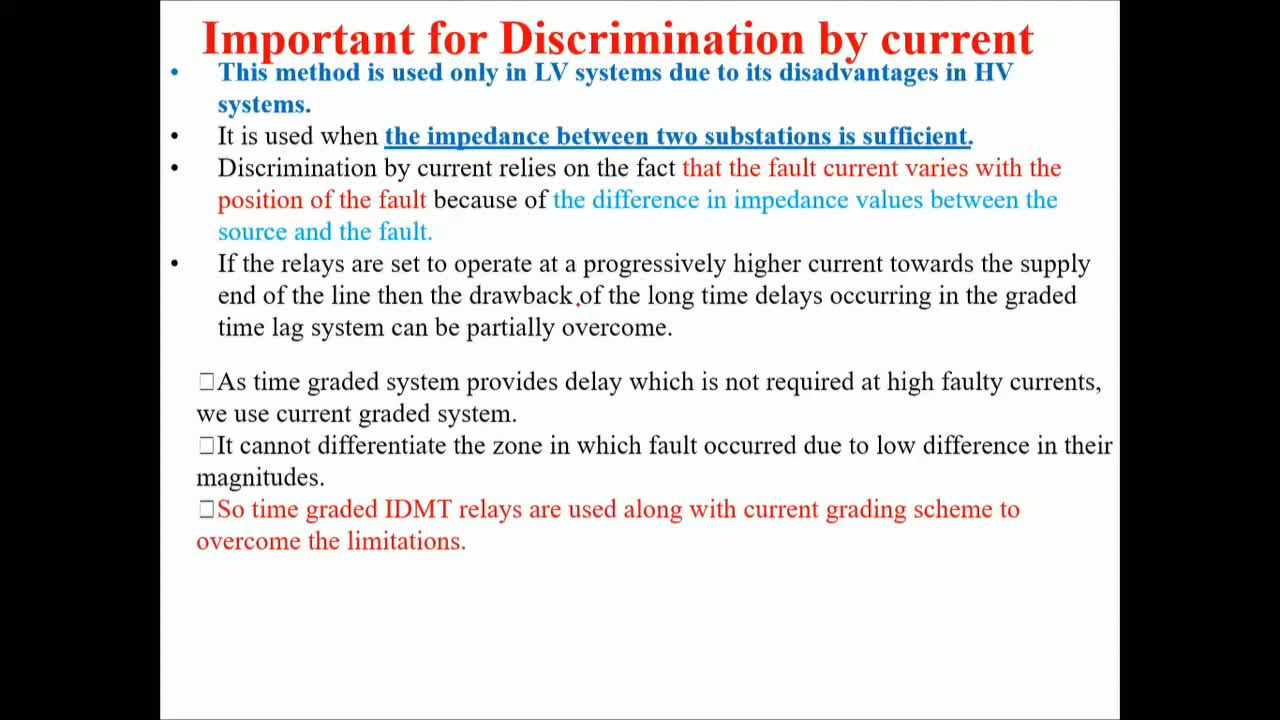 Important for Discrimination by current
• This method is used only in LV systems due to its disadvantages in HV
systems.
• It is used when the impedance between two substations is sufficient.
• Discrimination by current relies on the fact that the fault current varies with the
position of the fault because of the difference in impedance values between the
source and the fault.
• If the relays are set to operate at a progressively higher current towards the supply
end of the line then the drawback of the long time delays occurring in the graded
time lag system can be partially overcome.
□As time graded system provides delay which is not required at high faulty currents,
we use current graded system.
□It cannot differentiate the zone in which fault occurred due to low difference in their
magnitudes.
□So time graded IDMT relays are used along with current grading scheme to
overcome the limitations.